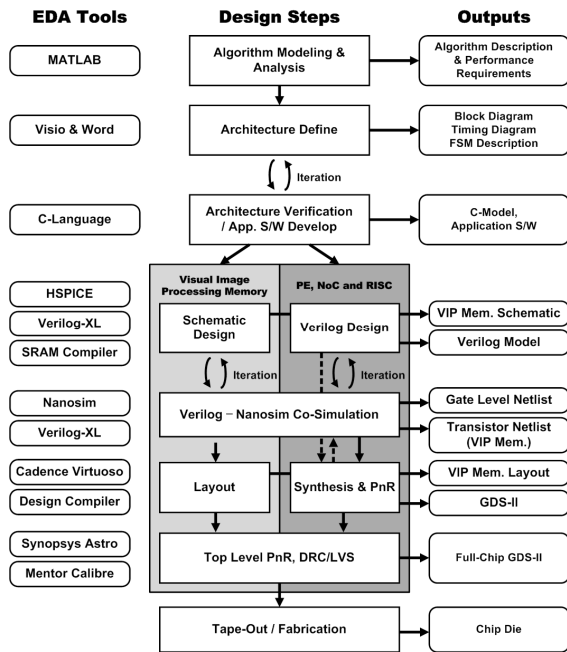 EDA Tools
Design Steps
Outputs
MATLAB
Algorithm Modeling &
Analysis
Algorithm Description
& Performance
Requirements
Visio & Word
Architecture Define
Block Diagram
Timing Diagram
FSM Description
Iteration
C-Language
Architecture Verification
/ App. S/W Develop
C-Model,
Application S/W
Visual Image
Processing Memory
PE, NoC and RISC
HSPICE
Verilog-XL
SRAM Compiler
Schematic
Design
Verilog Design
VIP Mem. Schematic
Verilog Model
Iteration
Iteration
Nanosim
Verilog-XL
Verilog – Nanosim Co-Simulation
Gate Level Netlist
Transistor Netlist
(VIP Mem.)
Cadence Virtuoso
Design Compiler
Layout
Synthesis & PnR
VIP Mem. Layout
GDS-II
Synopsys Astro
Mentor Calibre
Top Level PnR, DRC/LVS
Full-Chip GDS-II
Tape-Out / Fabrication
Chip Die